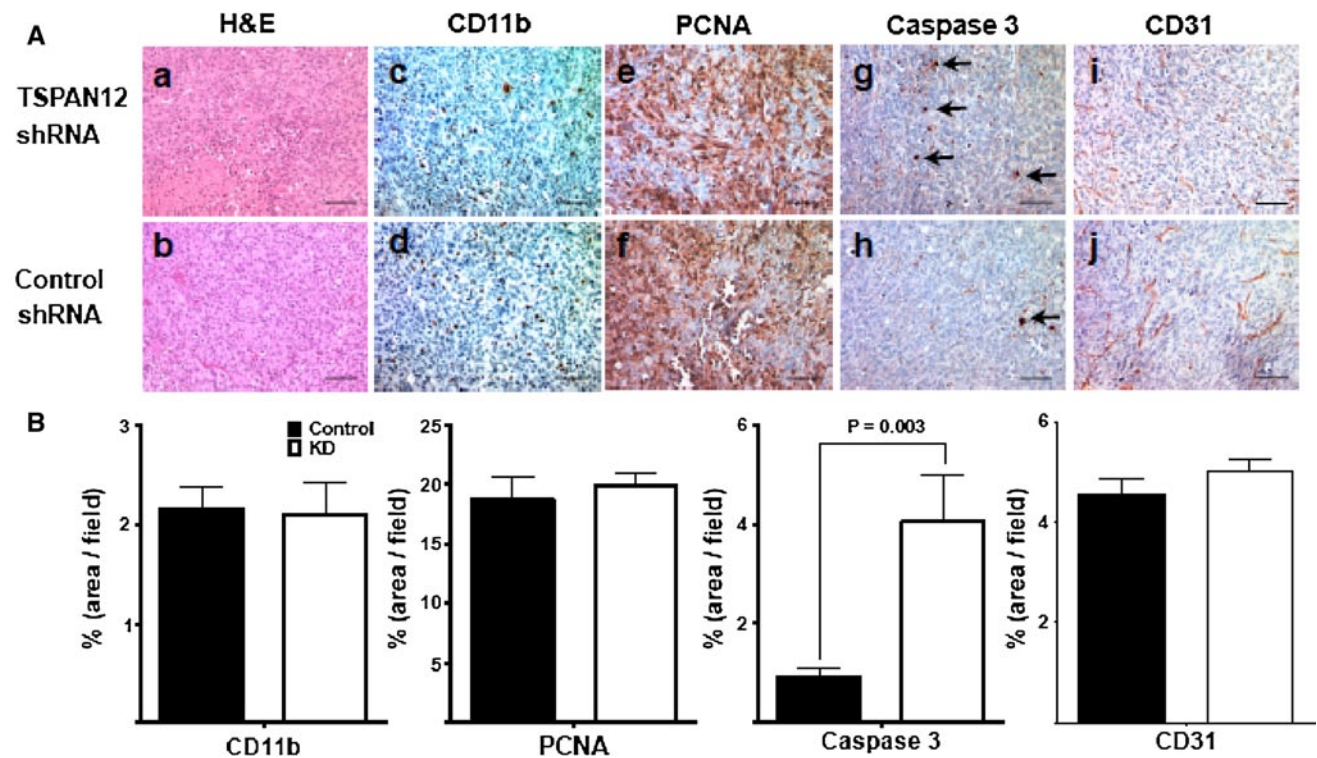 A
H&E
CD11b
PCNA
Caspase 3
CD31
TSPAN12
shRNA
a
c
e
g
i
Control
shRNA
b
d
f
h
j
B
% (area / field)
3
2
1
Control
KD
CD11b
% (area / field)
25
20
15
10
5
PCNA
% (area / field)
6
4
2
P = 0.003
Caspase 3
% (area / field)
6
4
2
CD31